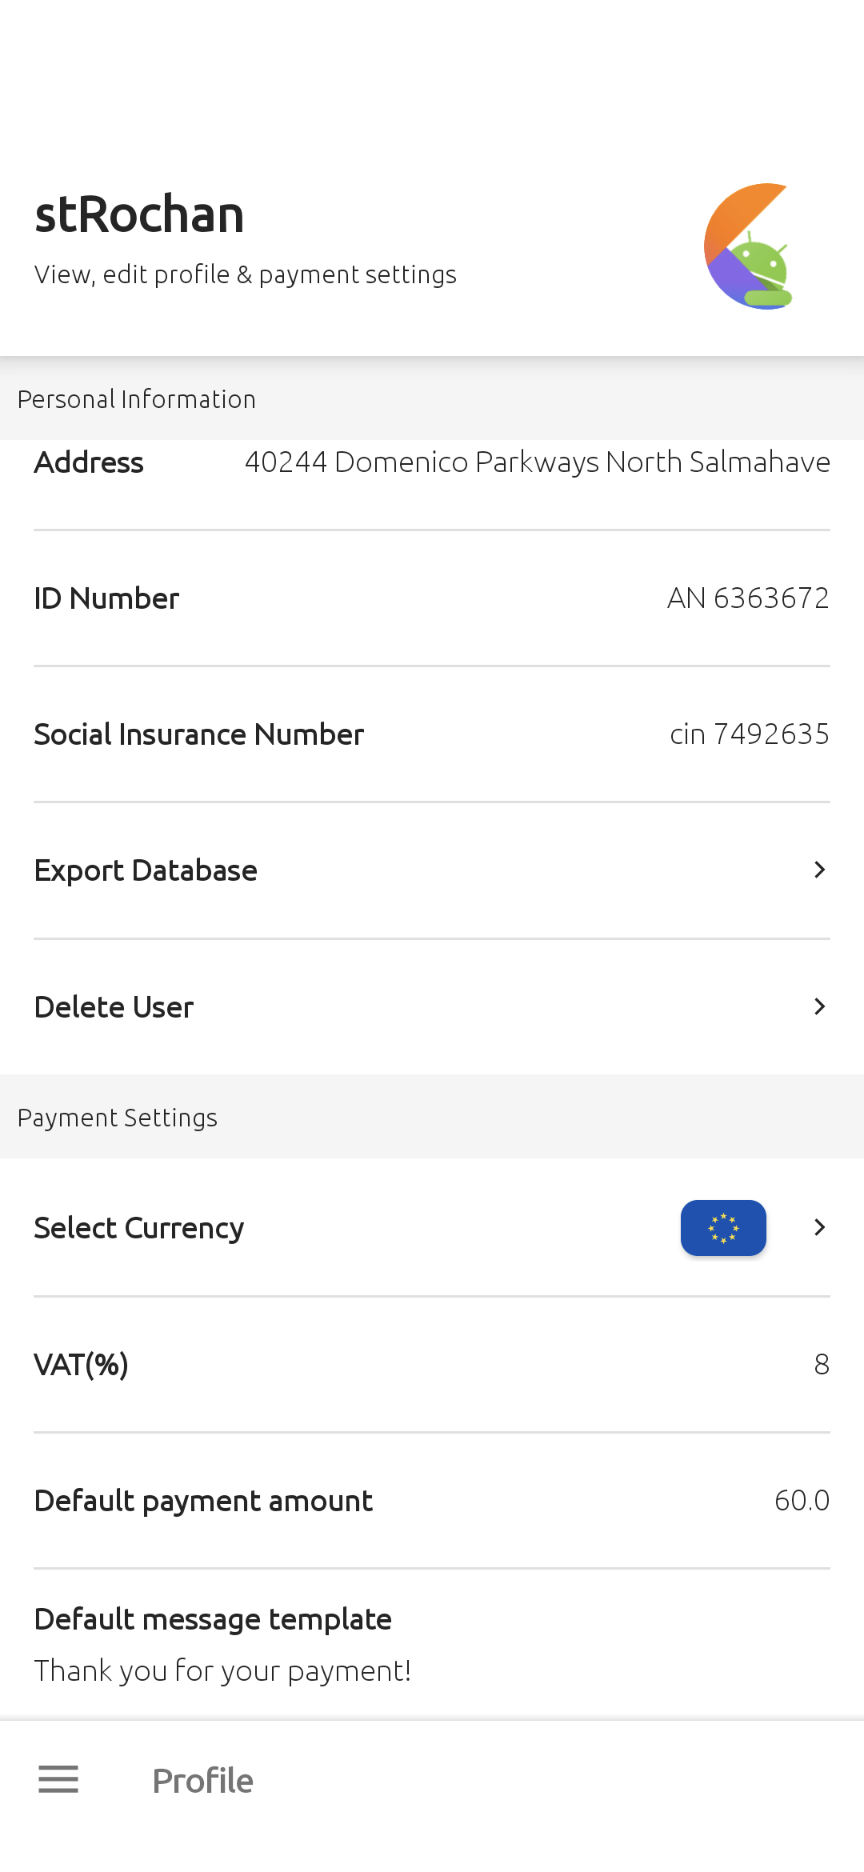 stRochan
View, edit profile & payment settings
Personal Information
Address 40244 Domenico Parkways North Salmahave
ID Number AN 6363672
Social Insurance Number cin 7492635
Export Database
Delete User
Payment Settings
Select Currency
VAT(%) 8
Default payment amount 60.0
Default message template
Thank you for your payment!
Profile